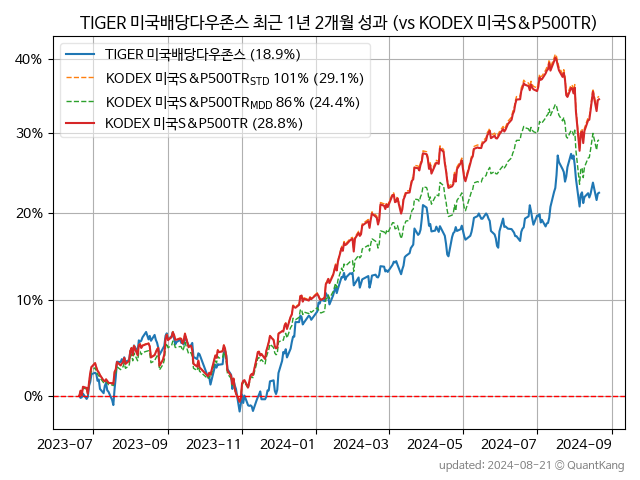 TIGER 미국배당다우존스 최근 1년 2개월 성과 (vs KODEX 미국S&P500TR)
TIGER 미국배당다우존스 (18.9%)
KODEX 미국S&P500TR_STD 101% (29.1%)
KODEX 미국S&P500TR_MDD 86% (24.4%)
KODEX 미국S&P500TR (28.8%)
40%
30%
20%
10%
0%
2023-07 2023-09 2023-11 2024-01 2024-03 2024-05 2024-07 2024-09
updated: 2024-08-21 © QuantKang